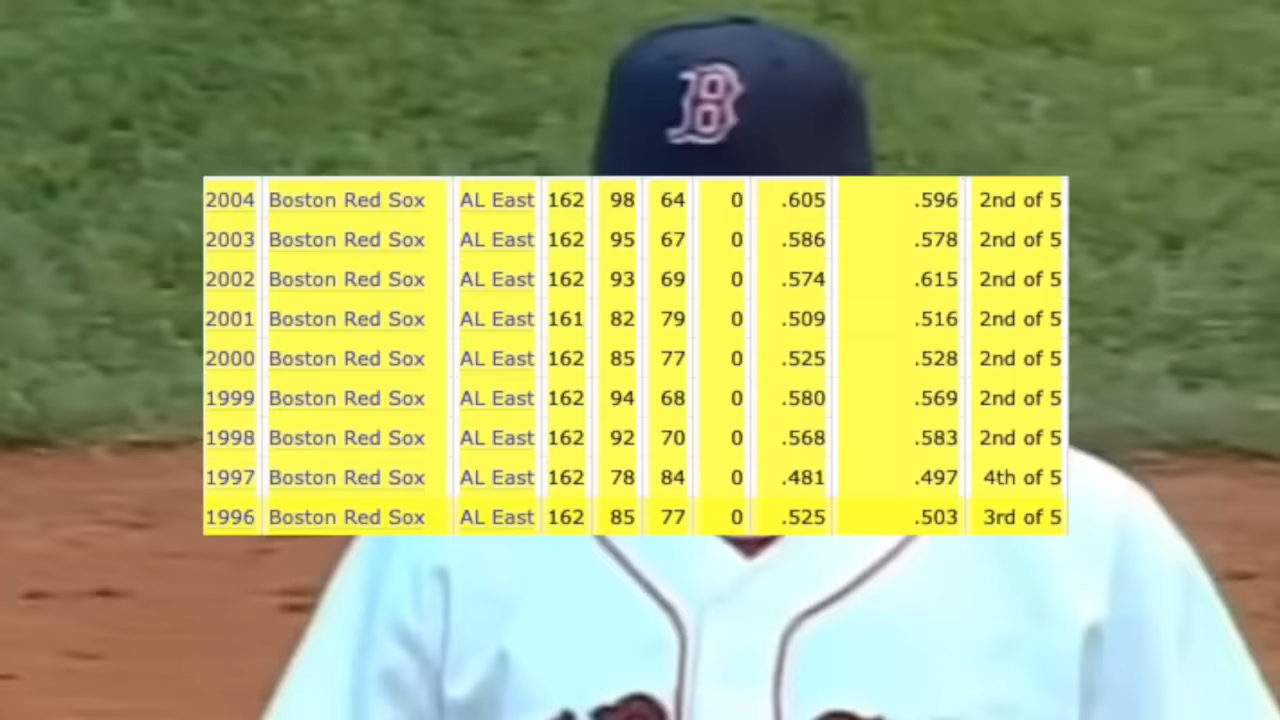 B
2004 Boston Red Sox AL East 162 98 64 0 .605 .596 2nd of 5
2003 Boston Red Sox AL East 162 95 67 0 .586 .578 2nd of 5
2002 Boston Red Sox AL East 162 93 69 0 .574 .615 2nd of 5
2001 Boston Red Sox AL East 161 82 79 0 .509 .516 2nd of 5
2000 Boston Red Sox AL East 162 85 77 0 .525 .528 2nd of 5
1999 Boston Red Sox AL East 162 94 68 0 .580 .569 2nd of 5
1998 Boston Red Sox AL East 162 92 70 0 .568 .583 2nd of 5
1997 Boston Red Sox AL East 162 78 84 0 .481 .497 4th of 5
1996 Boston Red Sox AL East 162 85 77 0 .525 .503 3rd of 5